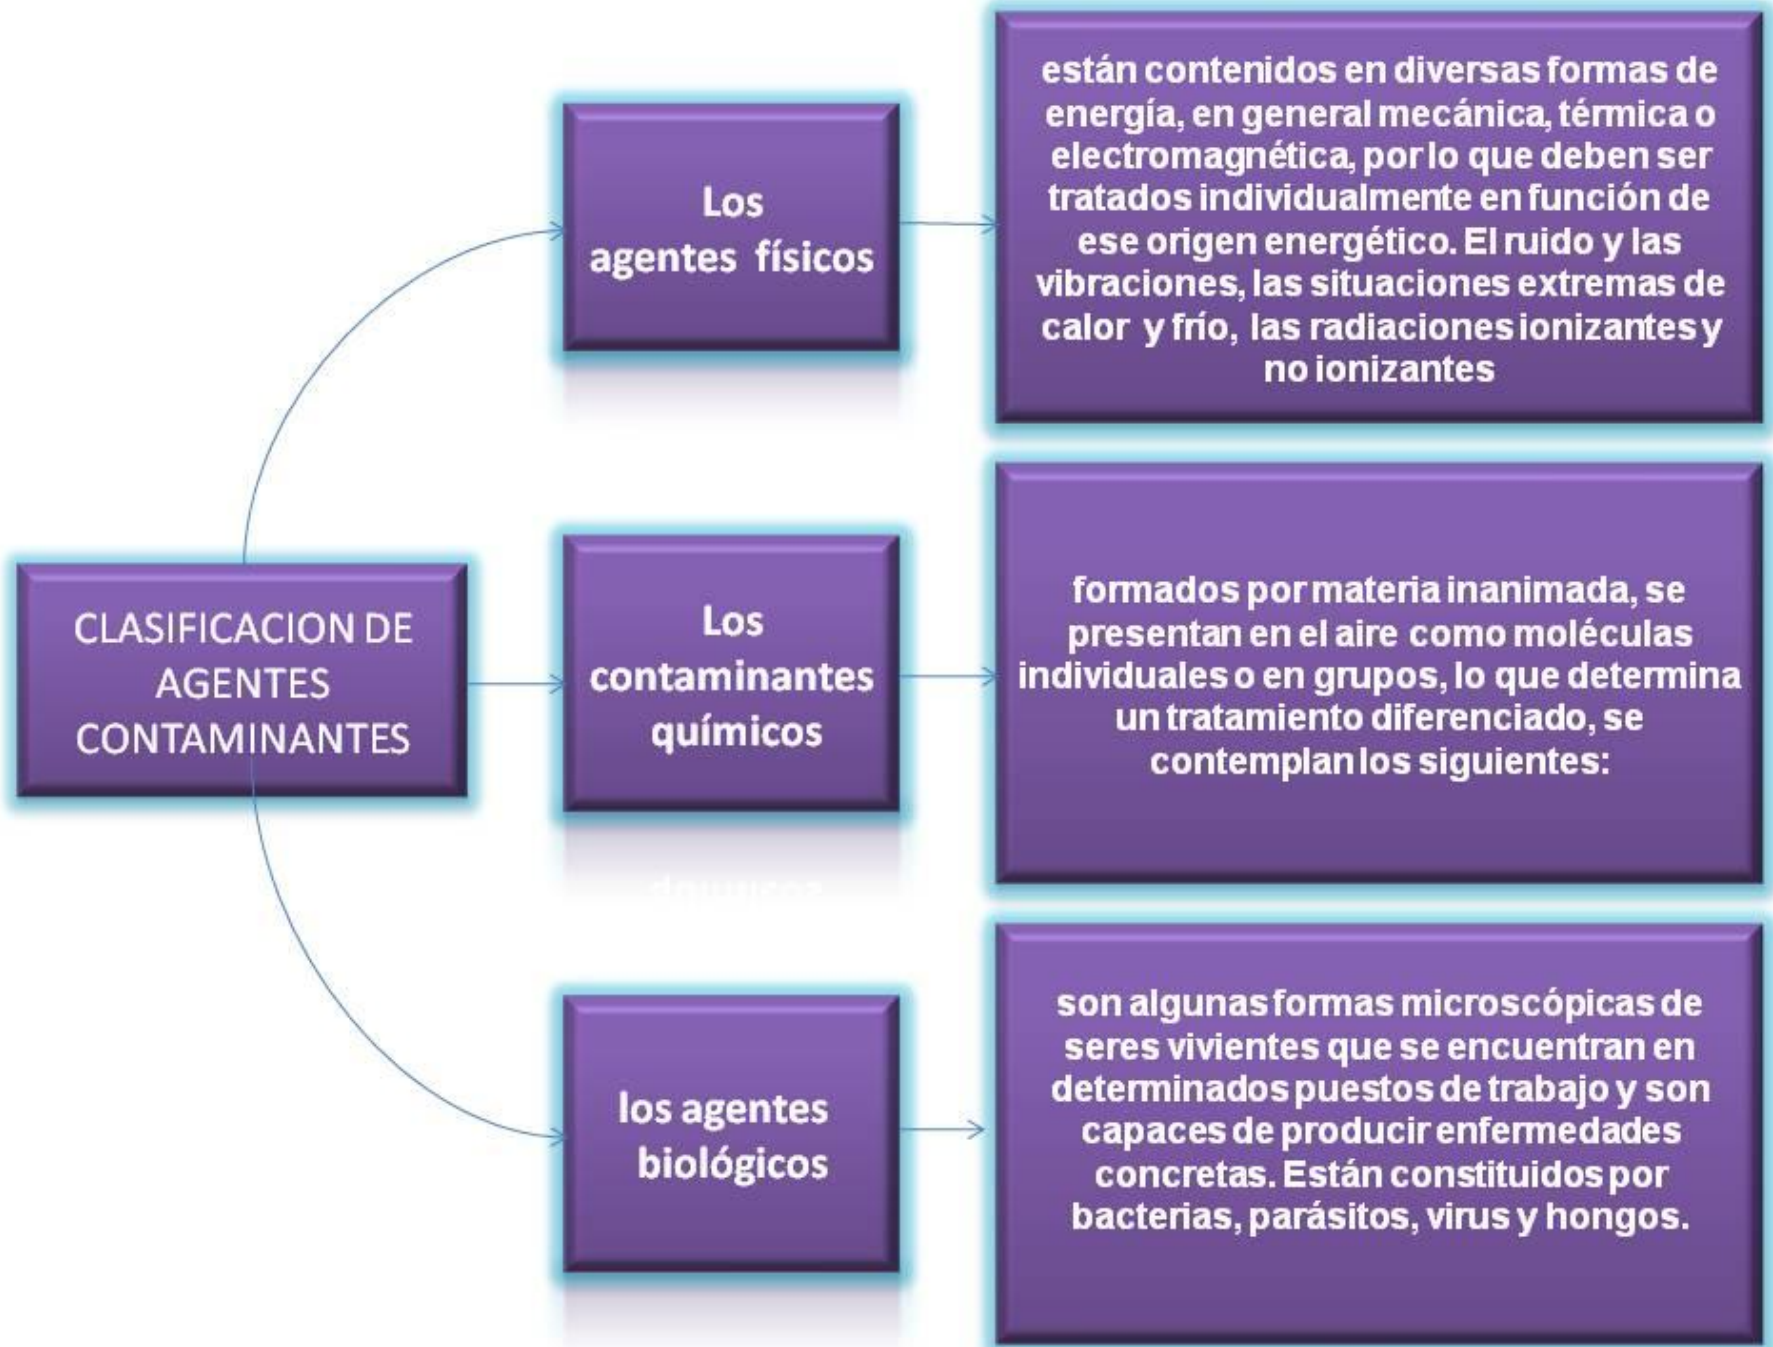 CLASIFICACION DE
AGENTES
CONTAMINANTES
Los
agentes físicos
están contenidos en diversas formas de
energía, en general mecánica, térmica o
electromagnética, por lo que deben ser
tratados individualmente en función de
ese origen energético. El ruido y las
vibraciones, las situaciones extremas de
calor y frío, las radiaciones ionizantes y
no ionizantes
Los
contaminantes
químicos
formados por materia inanimada, se
presentan en el aire como moléculas
individuales o en grupos, lo que determina
un tratamiento diferenciado, se
contemplan los siguientes:
los agentes
biológicos
son algunas formas microscópicas de
seres vivientes que se encuentran en
determinados puestos de trabajo y son
capaces de producir enfermedades
concretas. Están constituidos por
bacterias, parásitos, virus y hongos.